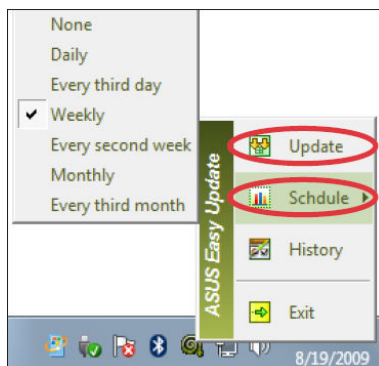 None
Daily
Every third day
Weekly
Every second week
Monthly
Every third month
ASUS Easy Update
Update
Schdule
History
Exit
8/19/2009